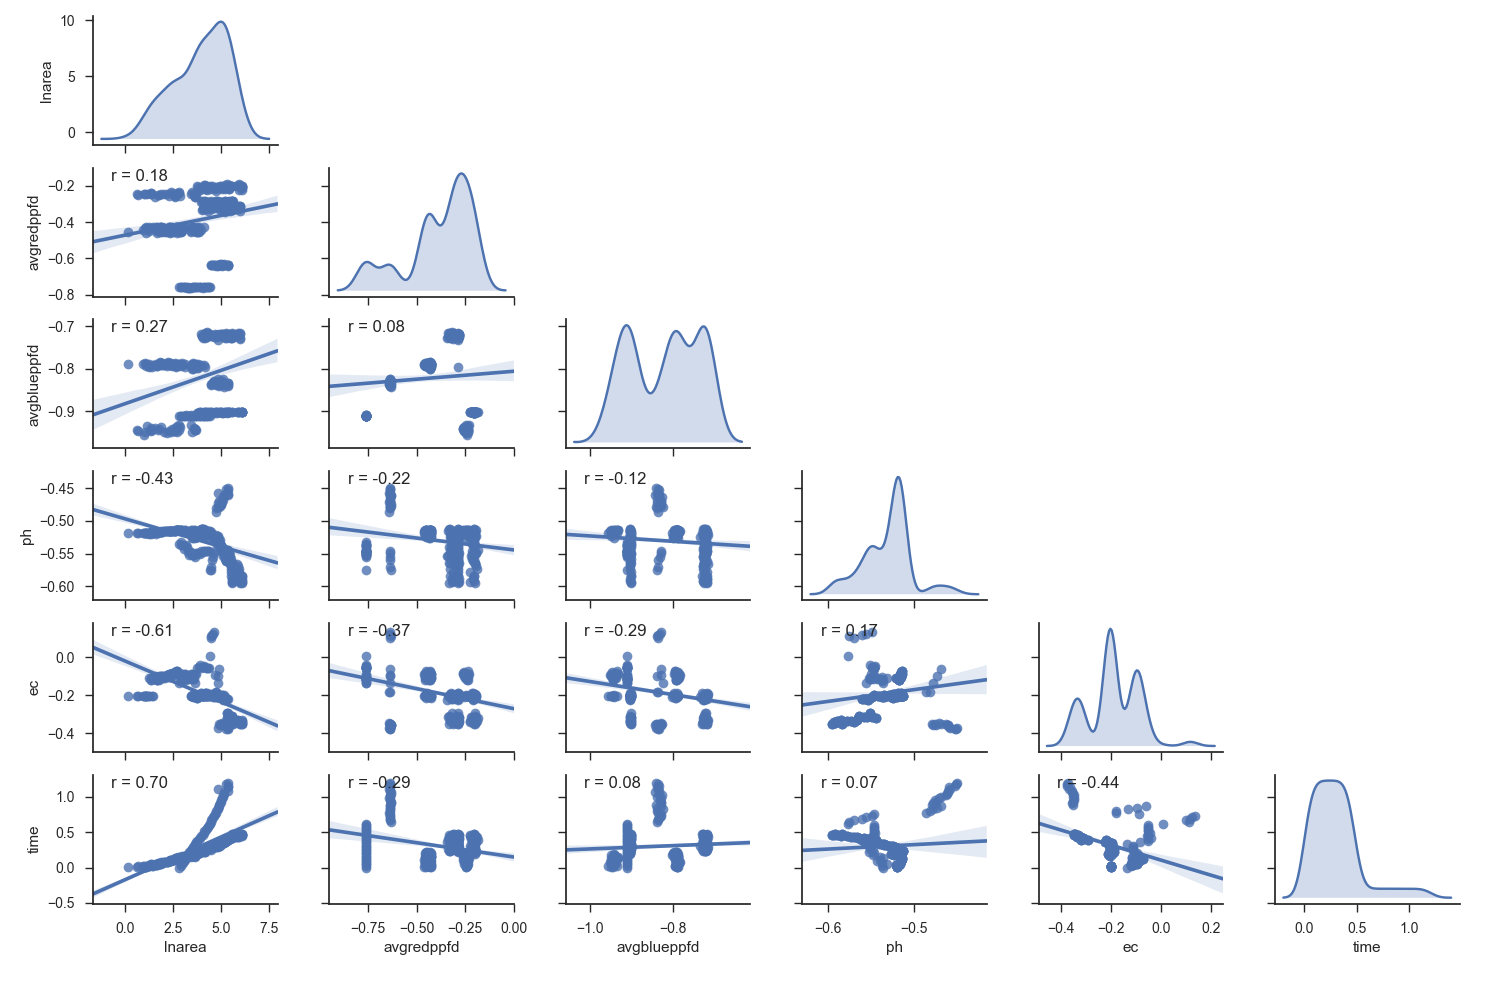 10
5
0
lnarea
r = 0.18
−0.2
−0.4
−0.6
−0.8
avgredppfd
r = 0.27
r = 0.08
−0.7
−0.8
−0.9
avgblueppfd
r = -0.43
r = -0.22
r = -0.12
−0.45
−0.50
−0.55
−0.60
ph
r = -0.61
r = -0.37
r = -0.29
r = 0.17
0.0
−0.2
−0.4
ec
r = 0.70
r = -0.29
r = 0.08
r = 0.07
r = -0.44
1.0
0.5
0.0
−0.5
time
0.0 2.5 5.0 7.5
−0.75 −0.50 −0.25 0.00
−1.0 −0.8
−0.6 −0.5
−0.4 −0.2 0.0 0.2
0.0 0.5 1.0
lnarea
avgredppfd
avgblueppfd
ph
ec
time